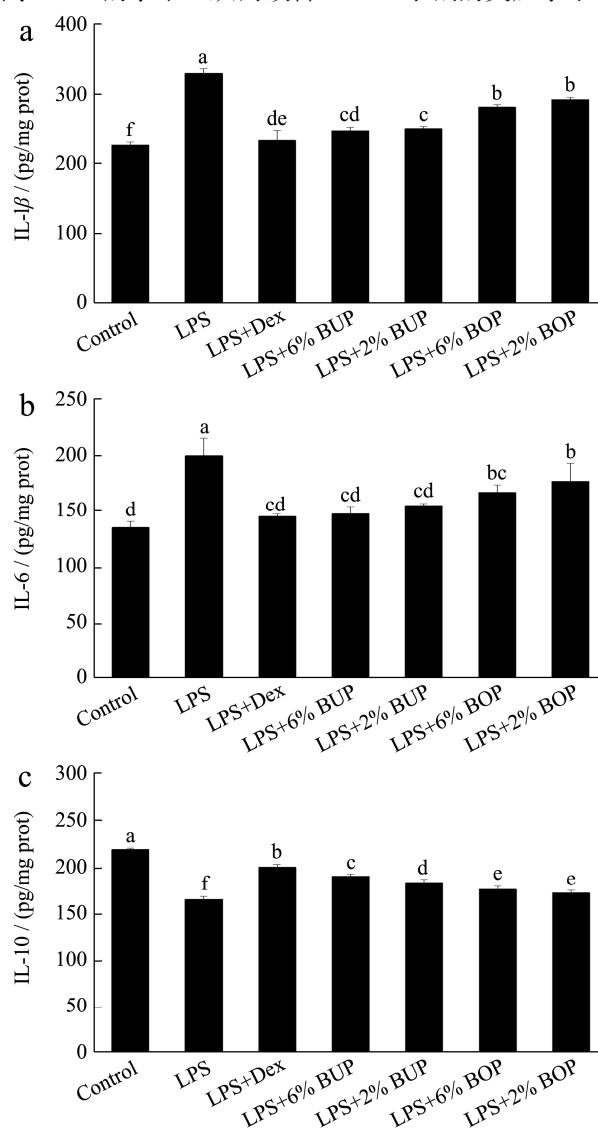 a
IL-1β / (pg/mg prot)
400
300
200
100
0
f
a
de
cd
c
b
b
Control
LPS
LPS+Dex
LPS+6% BUP
LPS+2% BUP
LPS+6% BOP
LPS+2% BOP
b
IL-6 / (pg/mg prot)
250
200
150
100
50
0
d
a
cd
cd
cd
bc
b
Control
LPS
LPS+Dex
LPS+6% BUP
LPS+2% BUP
LPS+6% BOP
LPS+2% BOP
c
IL-10 / (pg/mg prot)
300
250
200
150
100
50
0
a
f
b
c
d
e
e
Control
LPS
LPS+Dex
LPS+6% BUP
LPS+2% BUP
LPS+6% BOP
LPS+2% BOP